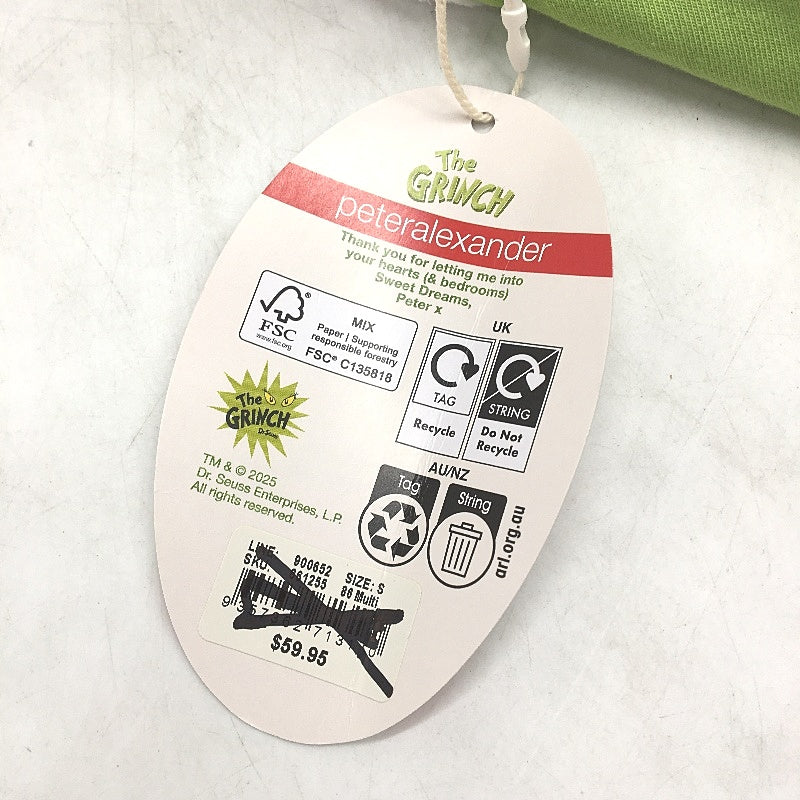 The
GRINCH
peteralexander
Thank you for letting me into
your hearts (& bedrooms)
Sweet Dreams,
Peter x
FSC®
www.fsc.org
MIX
Paper | Supporting
responsible forestry
FSC® C135818
UK
TAG
Recycle
STRING
Do Not
Recycle
The
GRINCH
Dr. Seuss
TM & © 2025
Dr. Seuss Enterprises, L.P.
All rights reserved.
AU/NZ
Tag
String
arl.org.au
LINE: 900652 SIZE: S
SKU: 86 Multi
$59.95